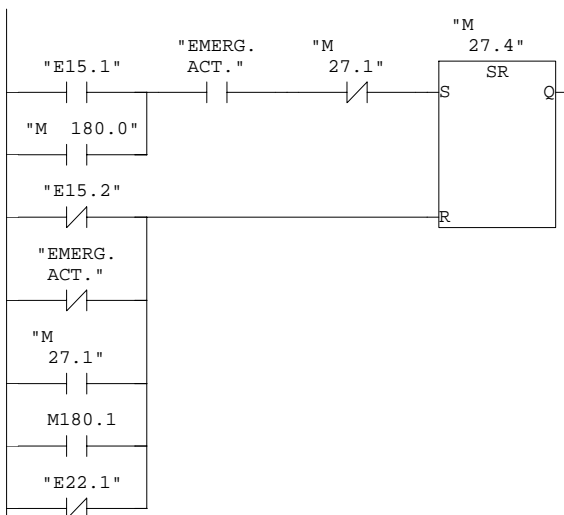 "M
27.4"
"EMERG.
ACT."
"M
27.1"
"E15.1"
SR
S
Q
"M 180.0"
"E15.2"
R
"EMERG.
ACT."
"M
27.1"
M180.1
"E22.1"